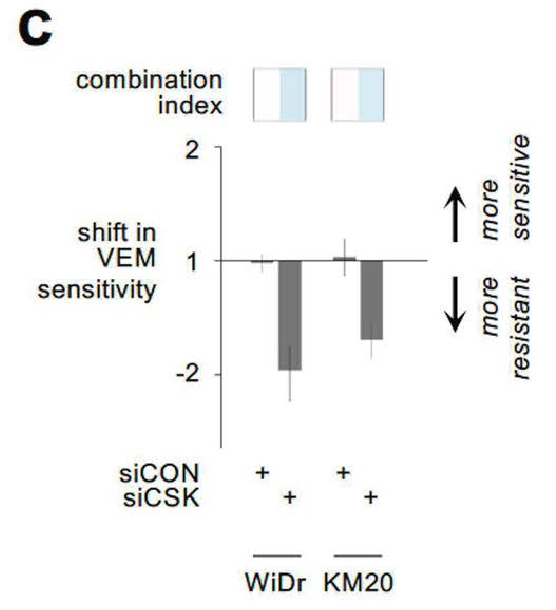 C
combination
index
2
more
sensitive
shift in
VEM
sensitivity
1
more
resistant
-2
siCON + +
siCSK + +
WiDr KM20